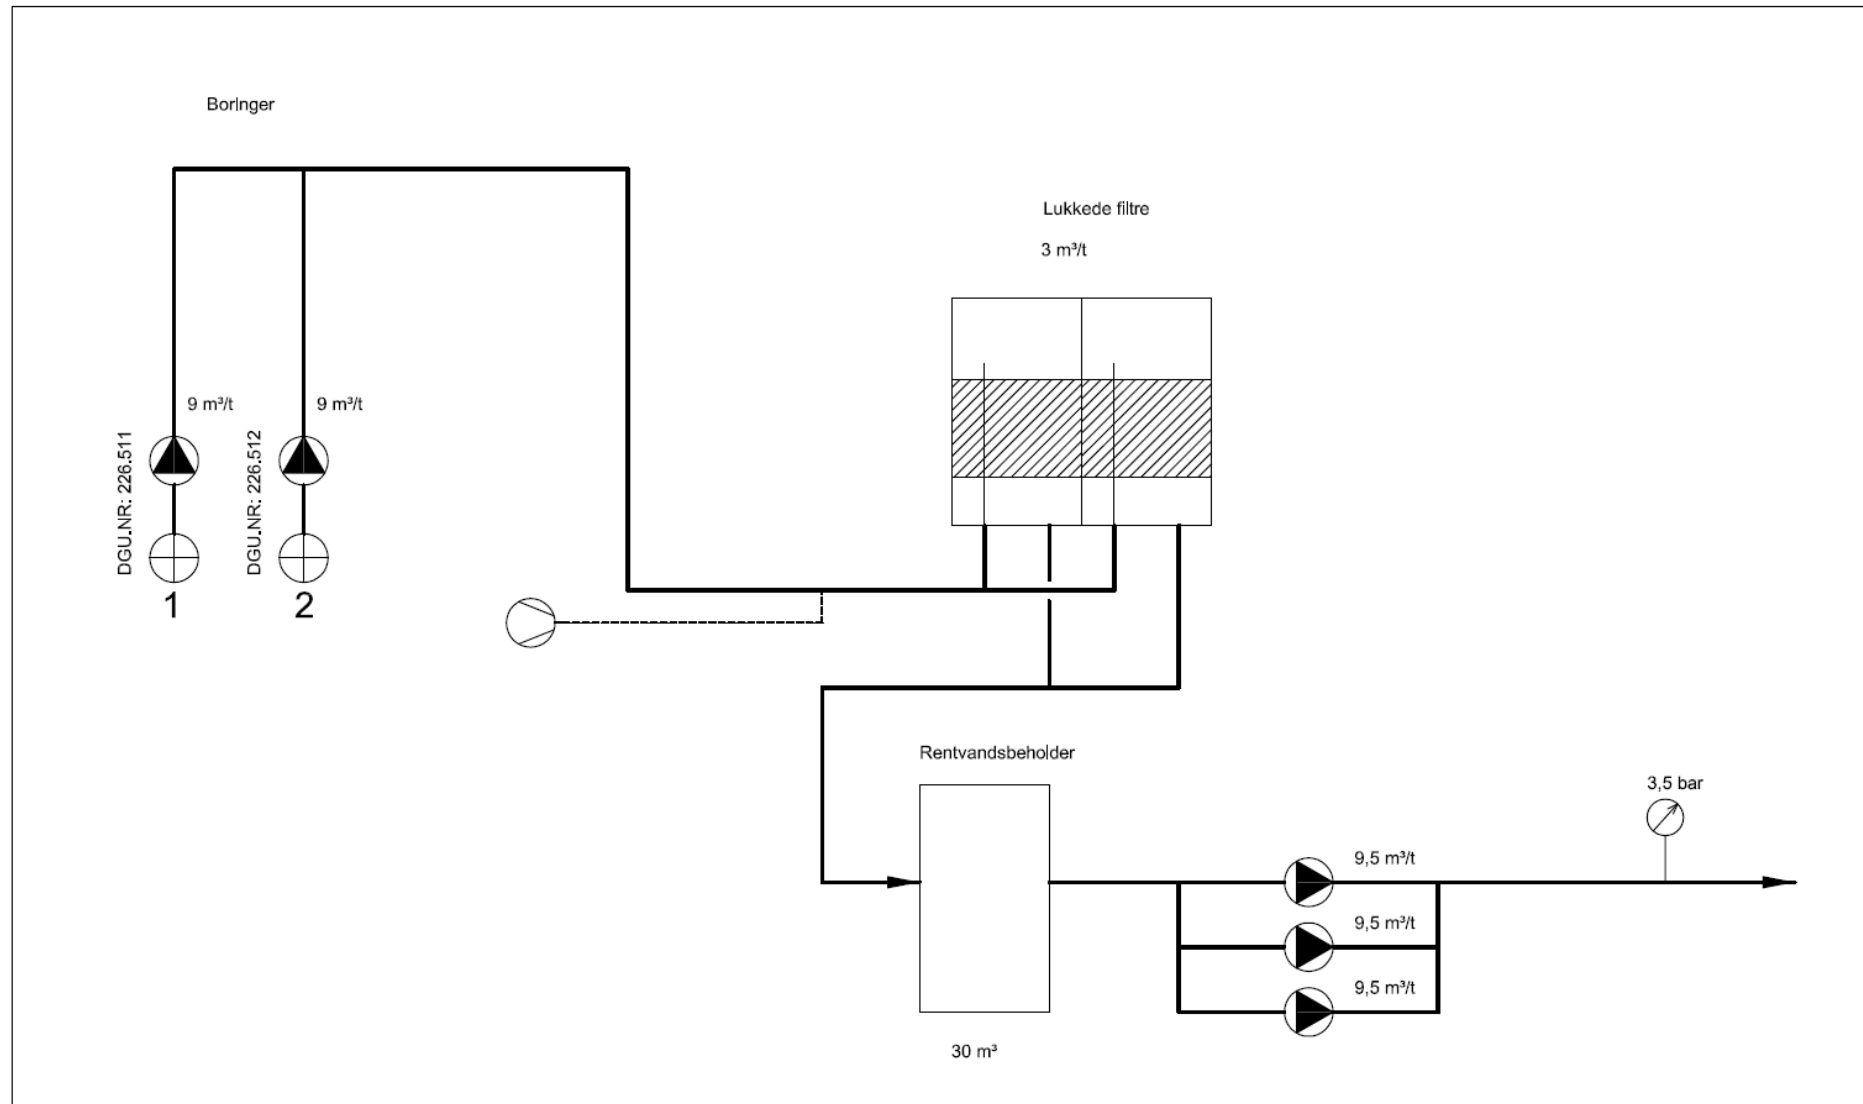 Boringer
Lukkede filtre
3 m³/t
9 m³/t
9 m³/t
DGU.NR: 226.511
DGU.NR: 226.512
1
2
Rentvandsbeholder
3,5 bar
9,5 m³/t
9,5 m³/t
9,5 m³/t
30 m³